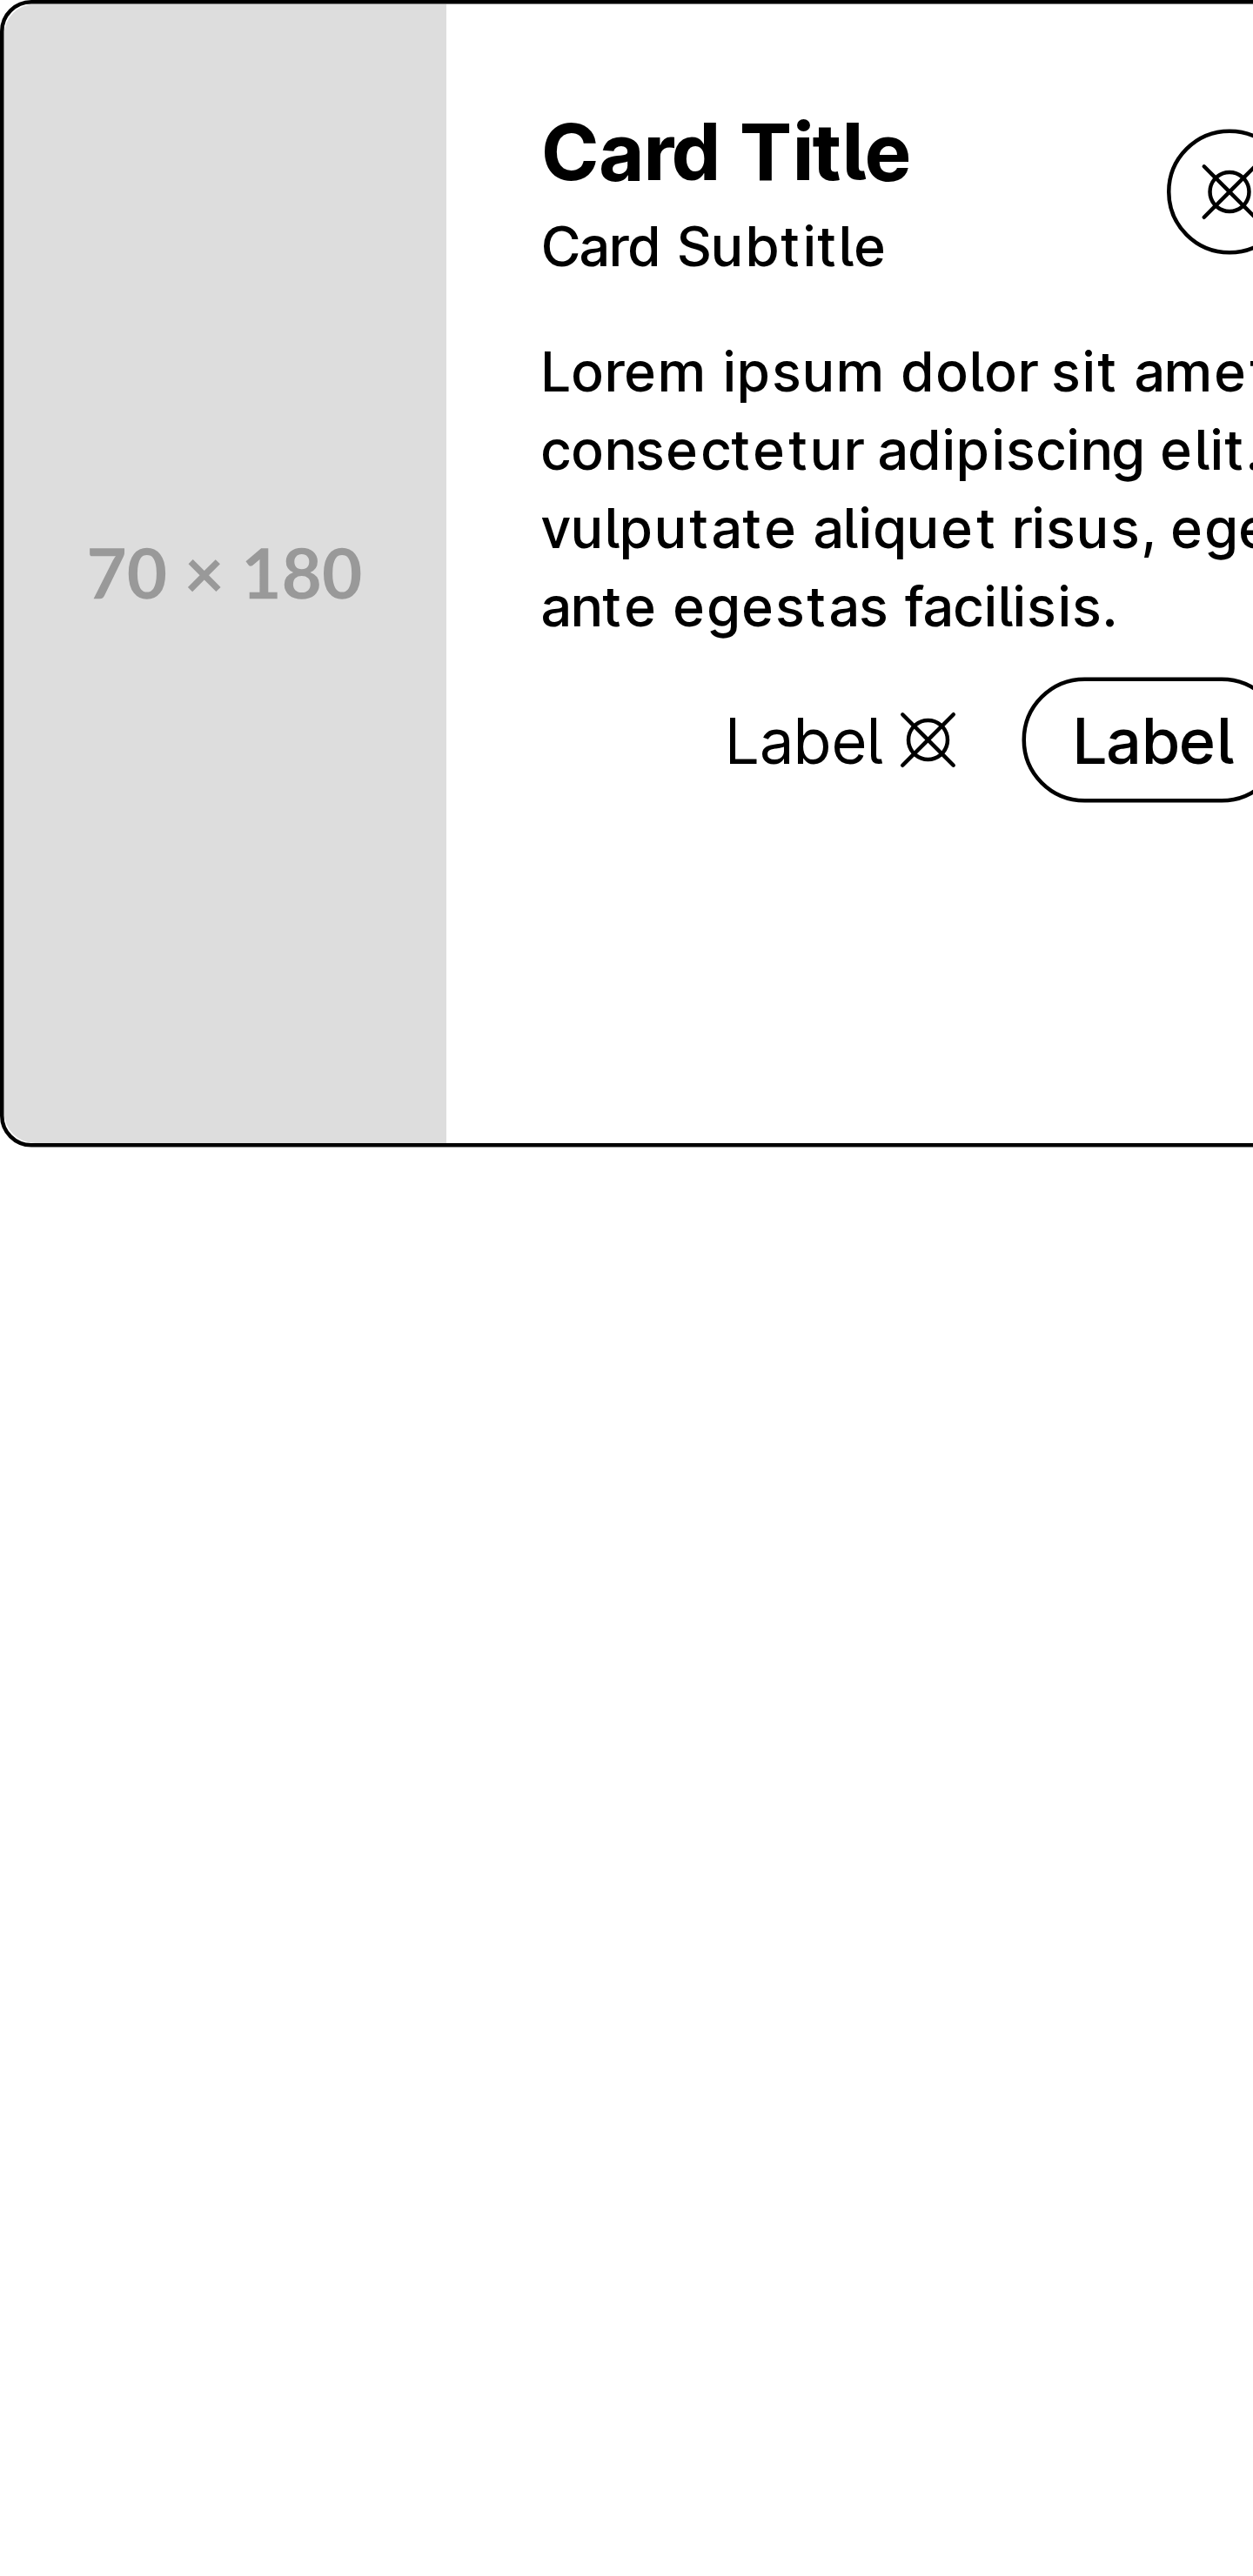 Card Title
Card Subtitle
70 × 180
Lorem ipsum dolor sit amet
consectetur adipiscing elit.
vulputate aliquet risus,
ante egestas facilisis.
Label
Label